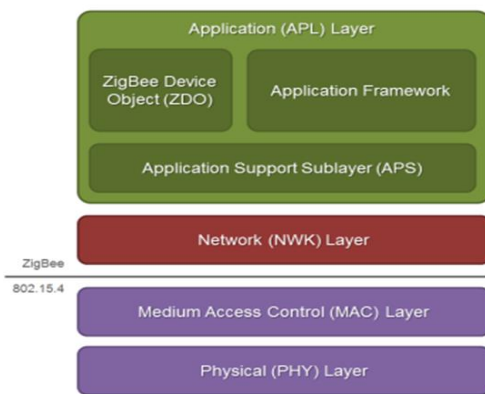 Application (APL) Layer
ZigBee Device
Object (ZDO)
Application Framework
Application Support Sublayer (APS)
Network (NWK) Layer
ZigBee
802.15.4
Medium Access Control (MAC) Layer
Physical (PHY) Layer